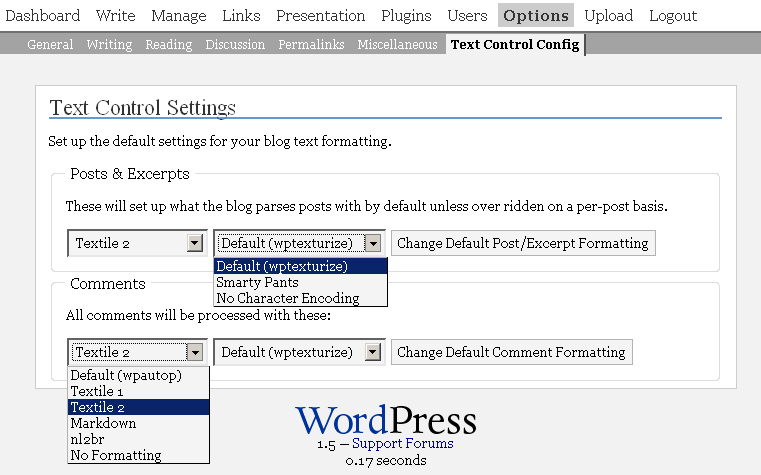 Dashboard Write Manage Links Presentation Plugins Users Options Upload Logout
General Writing Reading Discussion Permalinks Miscellaneous Text Control Config
Text Control Settings
Set up the default settings for your blog text formatting.
Posts & Excerpts
These will set up what the blog parses posts with by default unless over ridden on a per-post basis.
Textile 2 Default (wptexturize) Change Default Post/Excerpt Formatting
Default (wptexturize)
Smarty Pants
No Character Encoding
Comments
All comments will be processed with these:
Textile 2 Default (wptexturize) Change Default Comment Formatting
Default (wpautop)
Textile 1
Textile 2
Markdown
nl2br
No Formatting
WordPress
1.5 — Support Forums
0.17 seconds